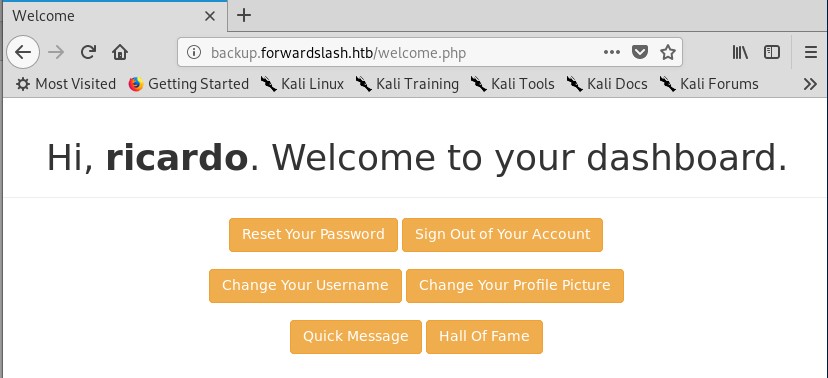 Welcome
backup.forwardslash.htb/welcome.php
Most Visited Getting Started Kali Linux Kali Training Kali Tools Kali Docs Kali Forums
Hi, ricardo. Welcome to your dashboard.
Reset Your Password Sign Out of Your Account
Change Your Username Change Your Profile Picture
Quick Message Hall Of Fame